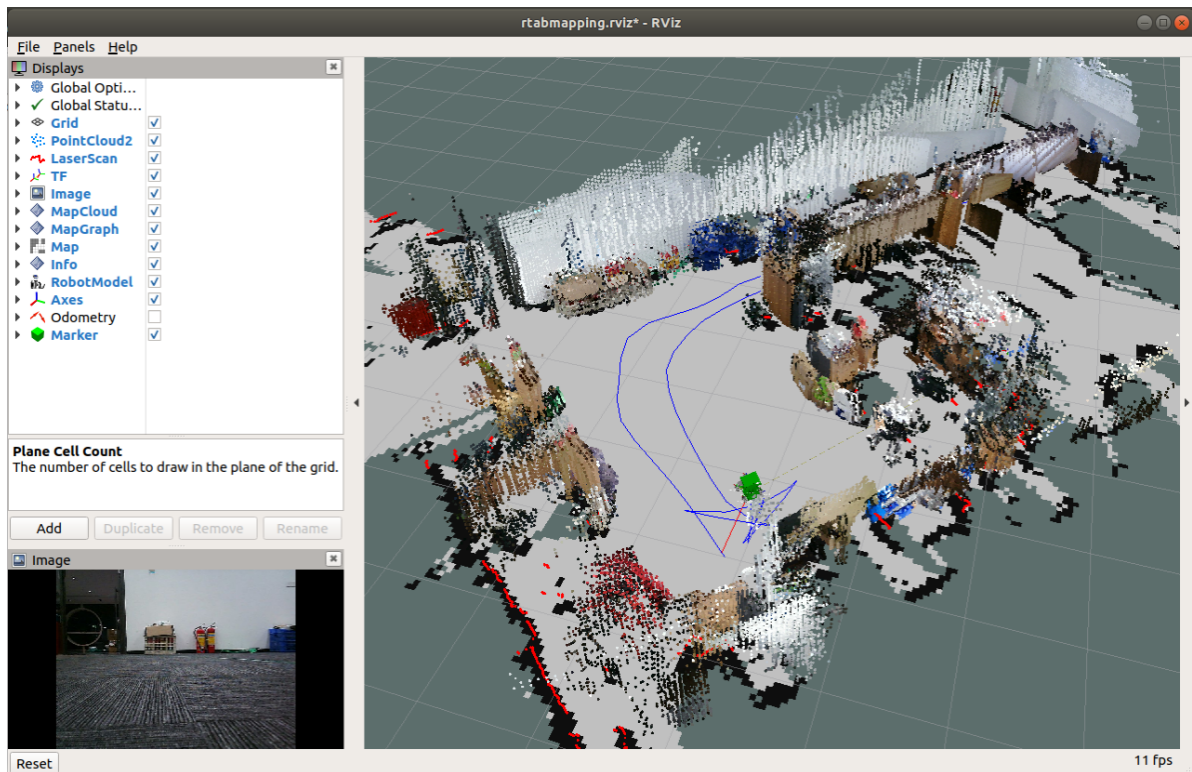 rtabmapping.rviz* - RViz
File Panels Help
Displays
Global Opti...
Global Statu...
Grid
PointCloud2
LaserScan
TF
Image
MapCloud
MapGraph
Map
Info
RobotModel
Axes
Odometry
Marker
Plane Cell Count
The number of cells to draw in the plane of the grid.
Add Duplicate Remove Rename
Image
Reset
11 fps